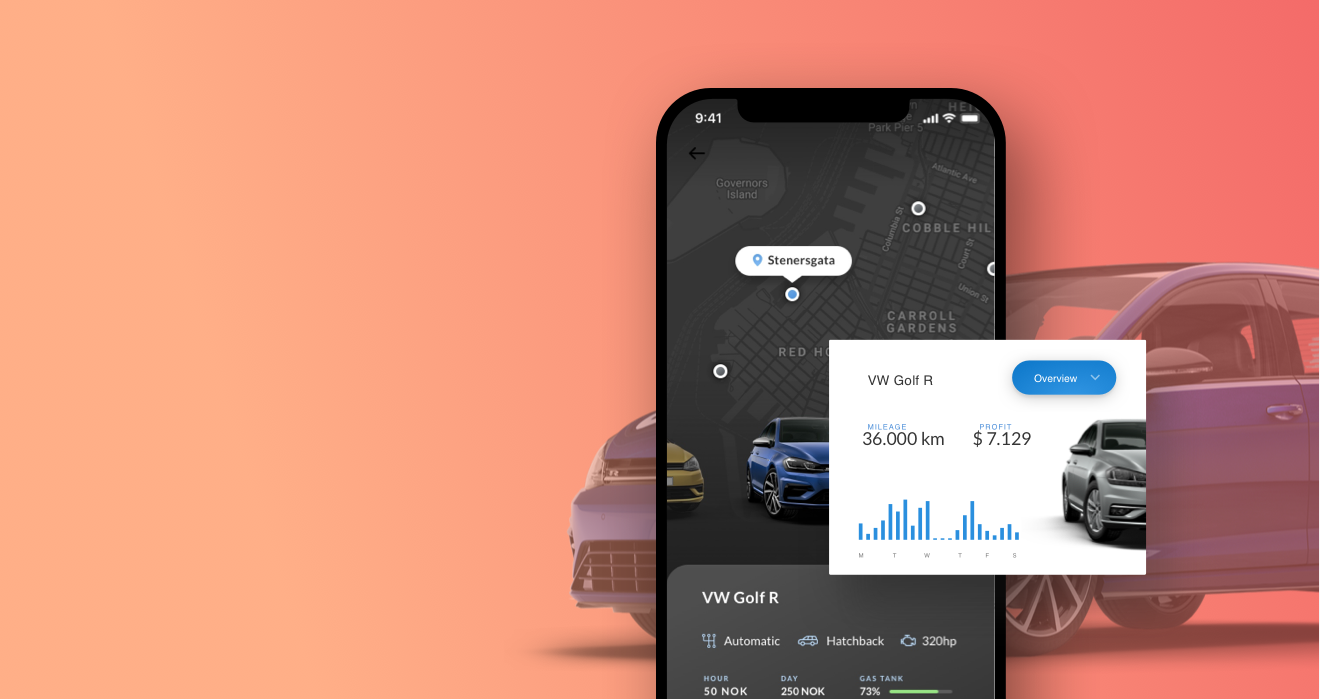 9:41
Park Pier 5
Governors
Island
Atlantic Ave
Columbia St
COBBLE HIL
Court St
Stenersgata
Union St
CARROLL
GARDENS
RED HO
VW Golf R
Overview
MILEAGE
PROFIT
36.000 km
$ 7.129
M T W T F S
VW Golf R
Automatic
Hatchback
320hp
HOUR
DAY
GAS TANK
50 NOK
250 NOK
73%